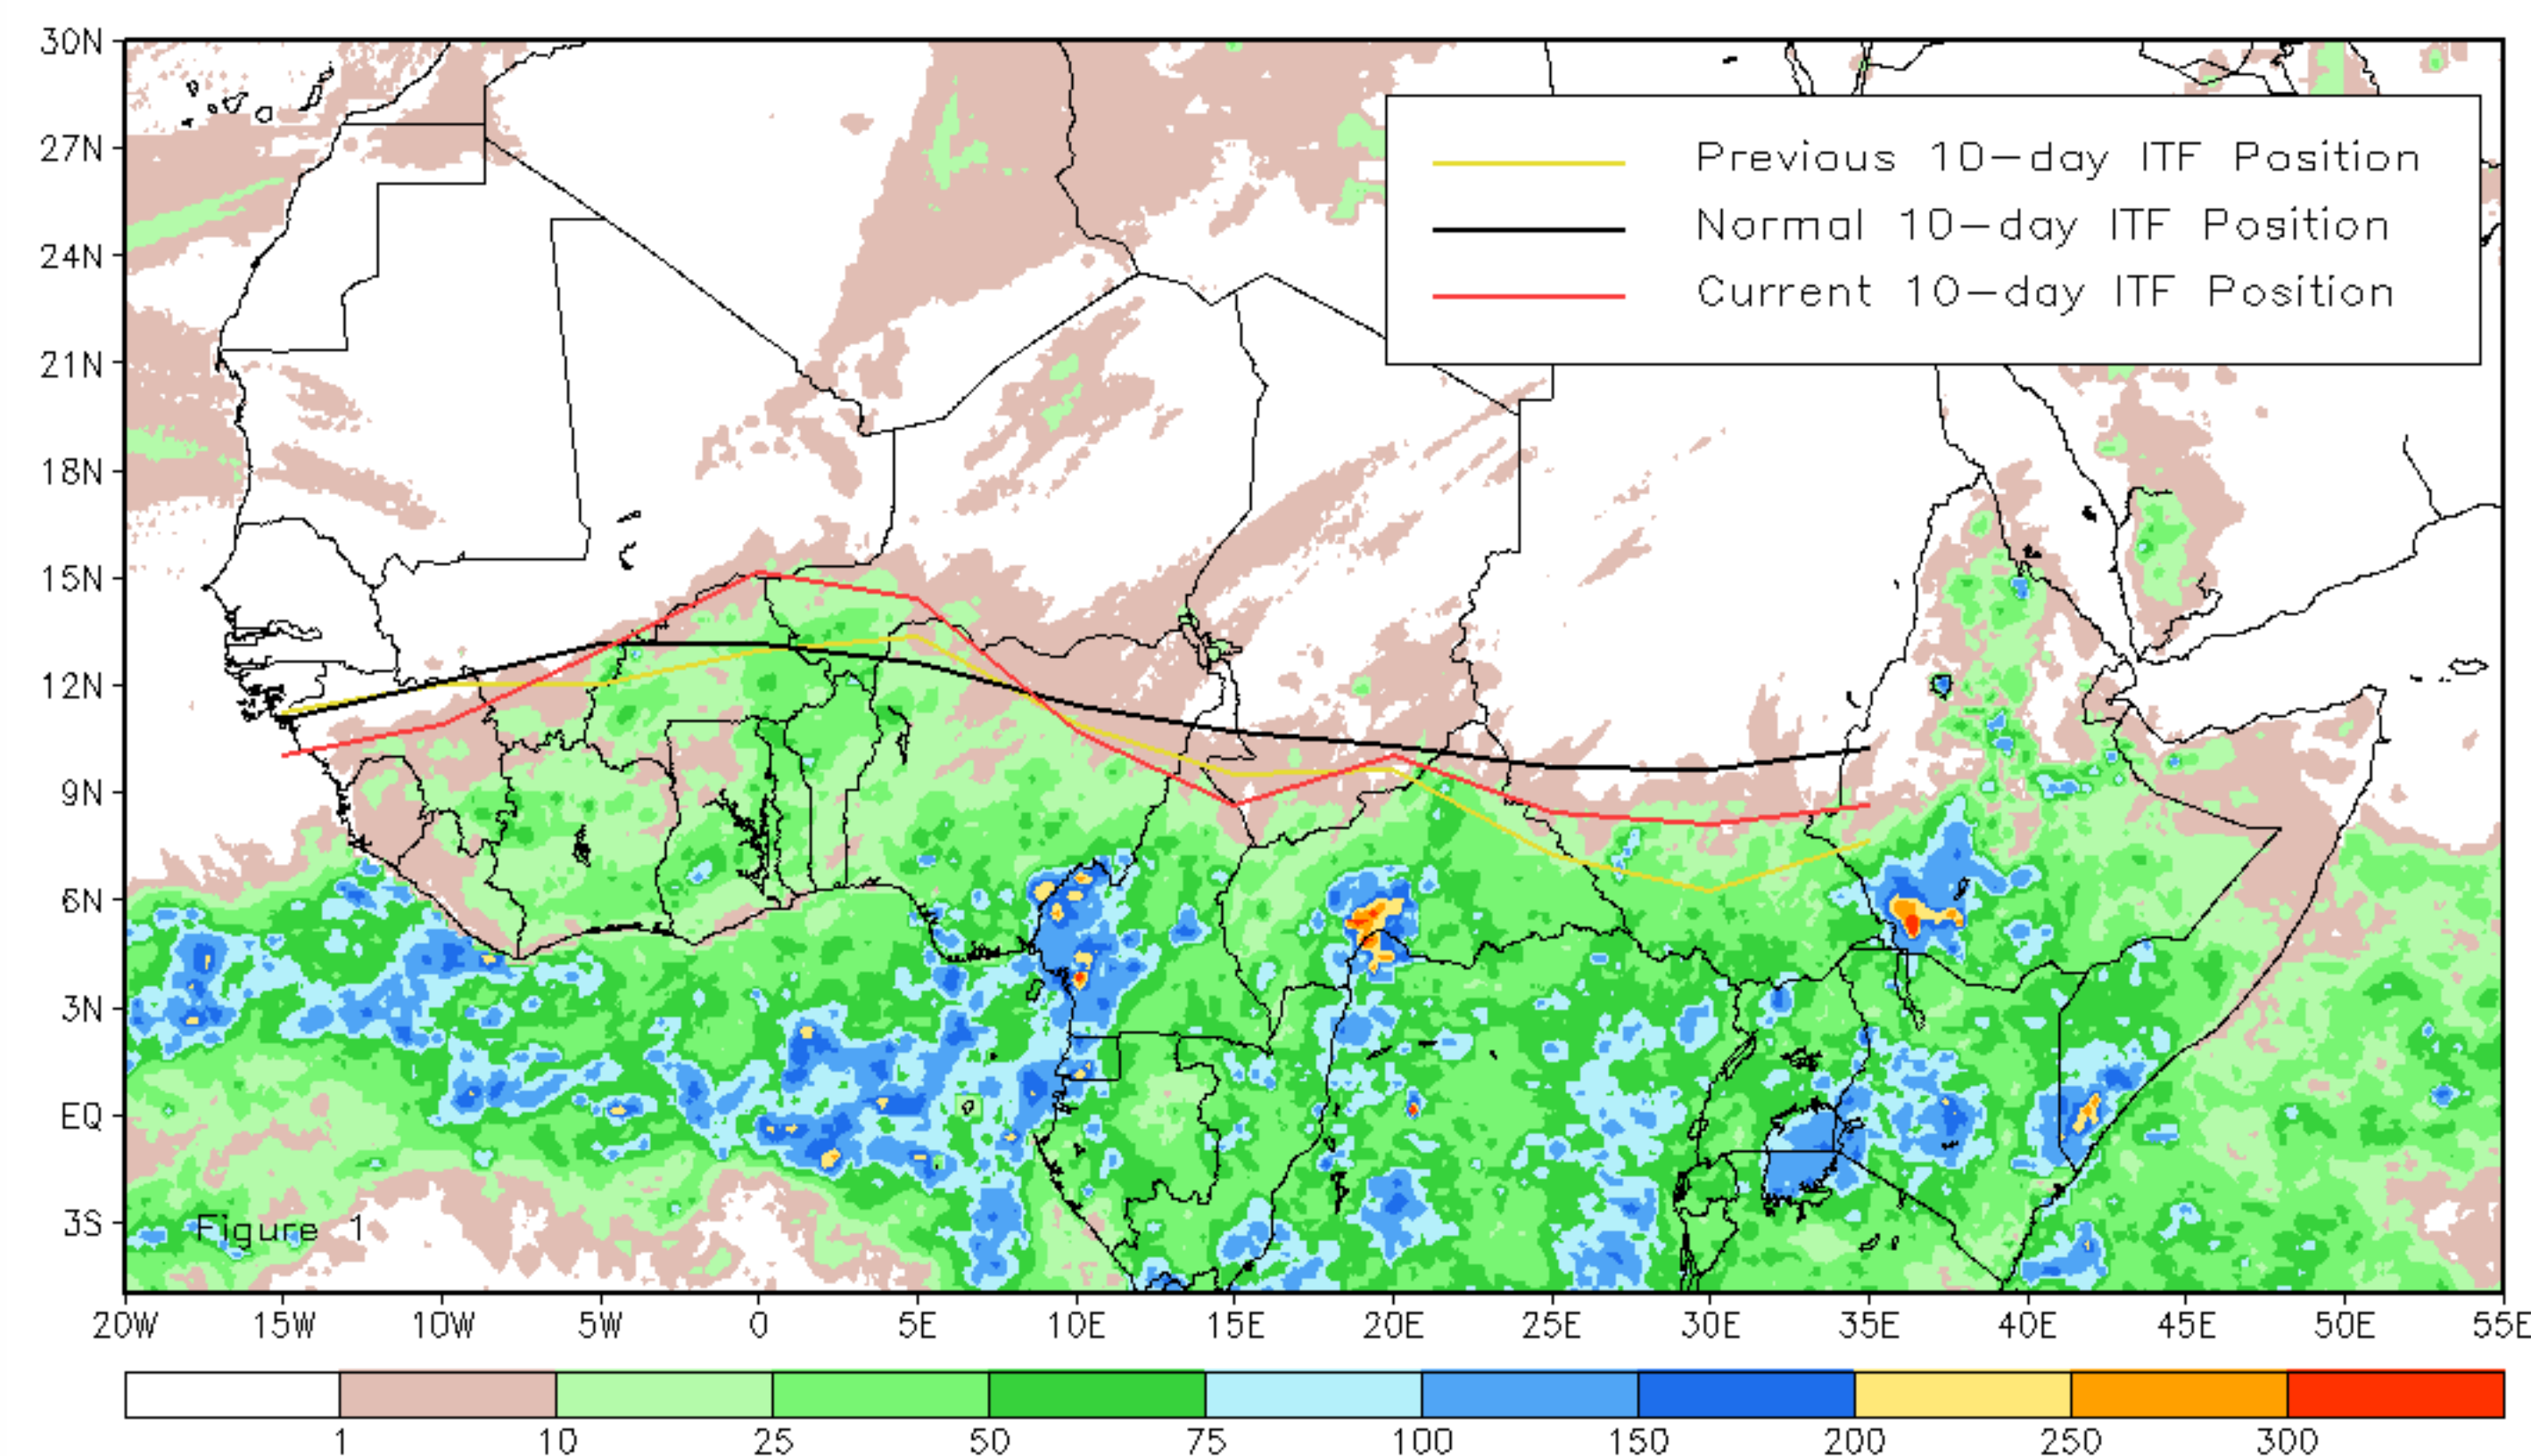 30N
27N
24N
21N
18N
15N
12N
9N
6N
3N
EQ
3S
Previous 10-day ITF Position
Normal 10-day ITF Position
Current 10-day ITF Position
Figure 1
20W 15W 10W 5W 0 5E 10E 15E 20E 25E 30E 35E 40E 45E 50E 55E
1 10 25 50 75 100 150 200 250 300